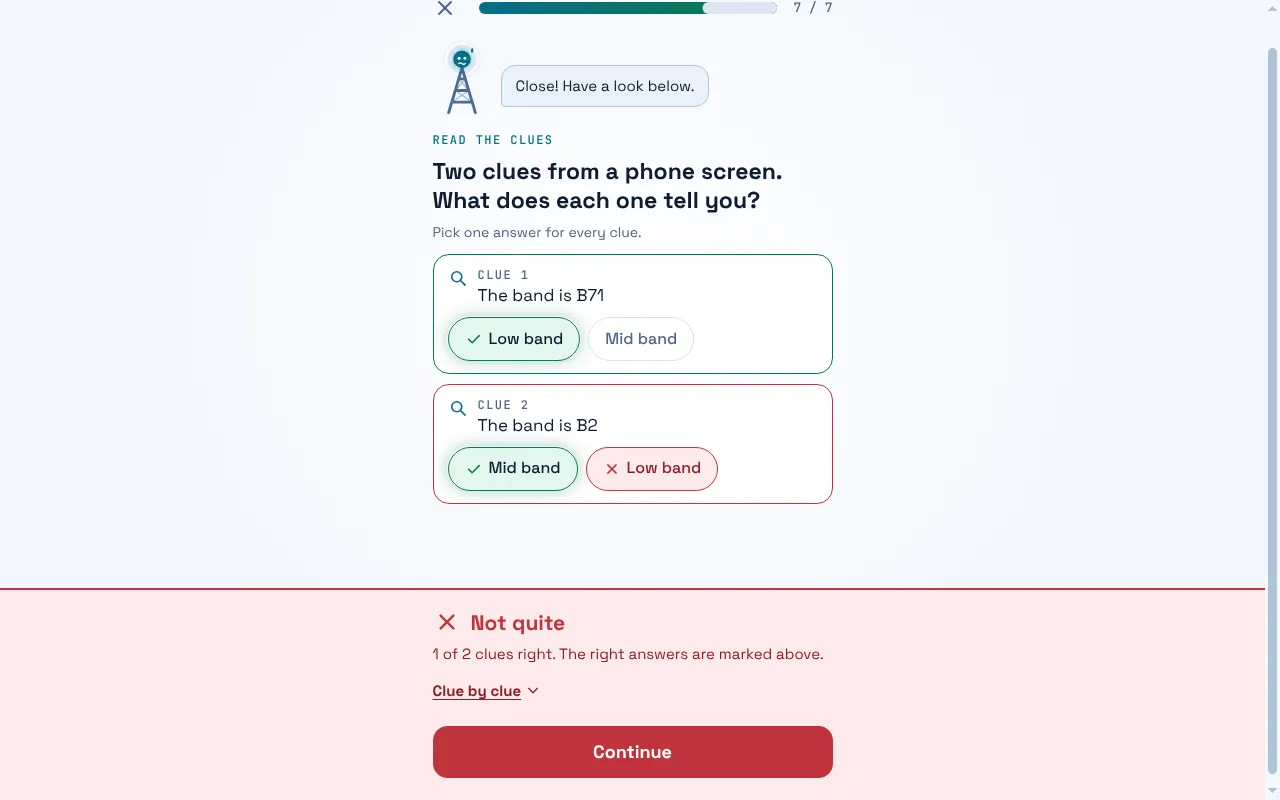 7 / 7
Close! Have a look below.
READ THE CLUES
Two clues from a phone screen.
What does each one tell you?
Pick one answer for every clue.
CLUE 1
The band is B71
Low band
Mid band
CLUE 2
The band is B2
Mid band
Low band
Not quite
1 of 2 clues right. The right answers are marked above.
Clue by clue
Continue